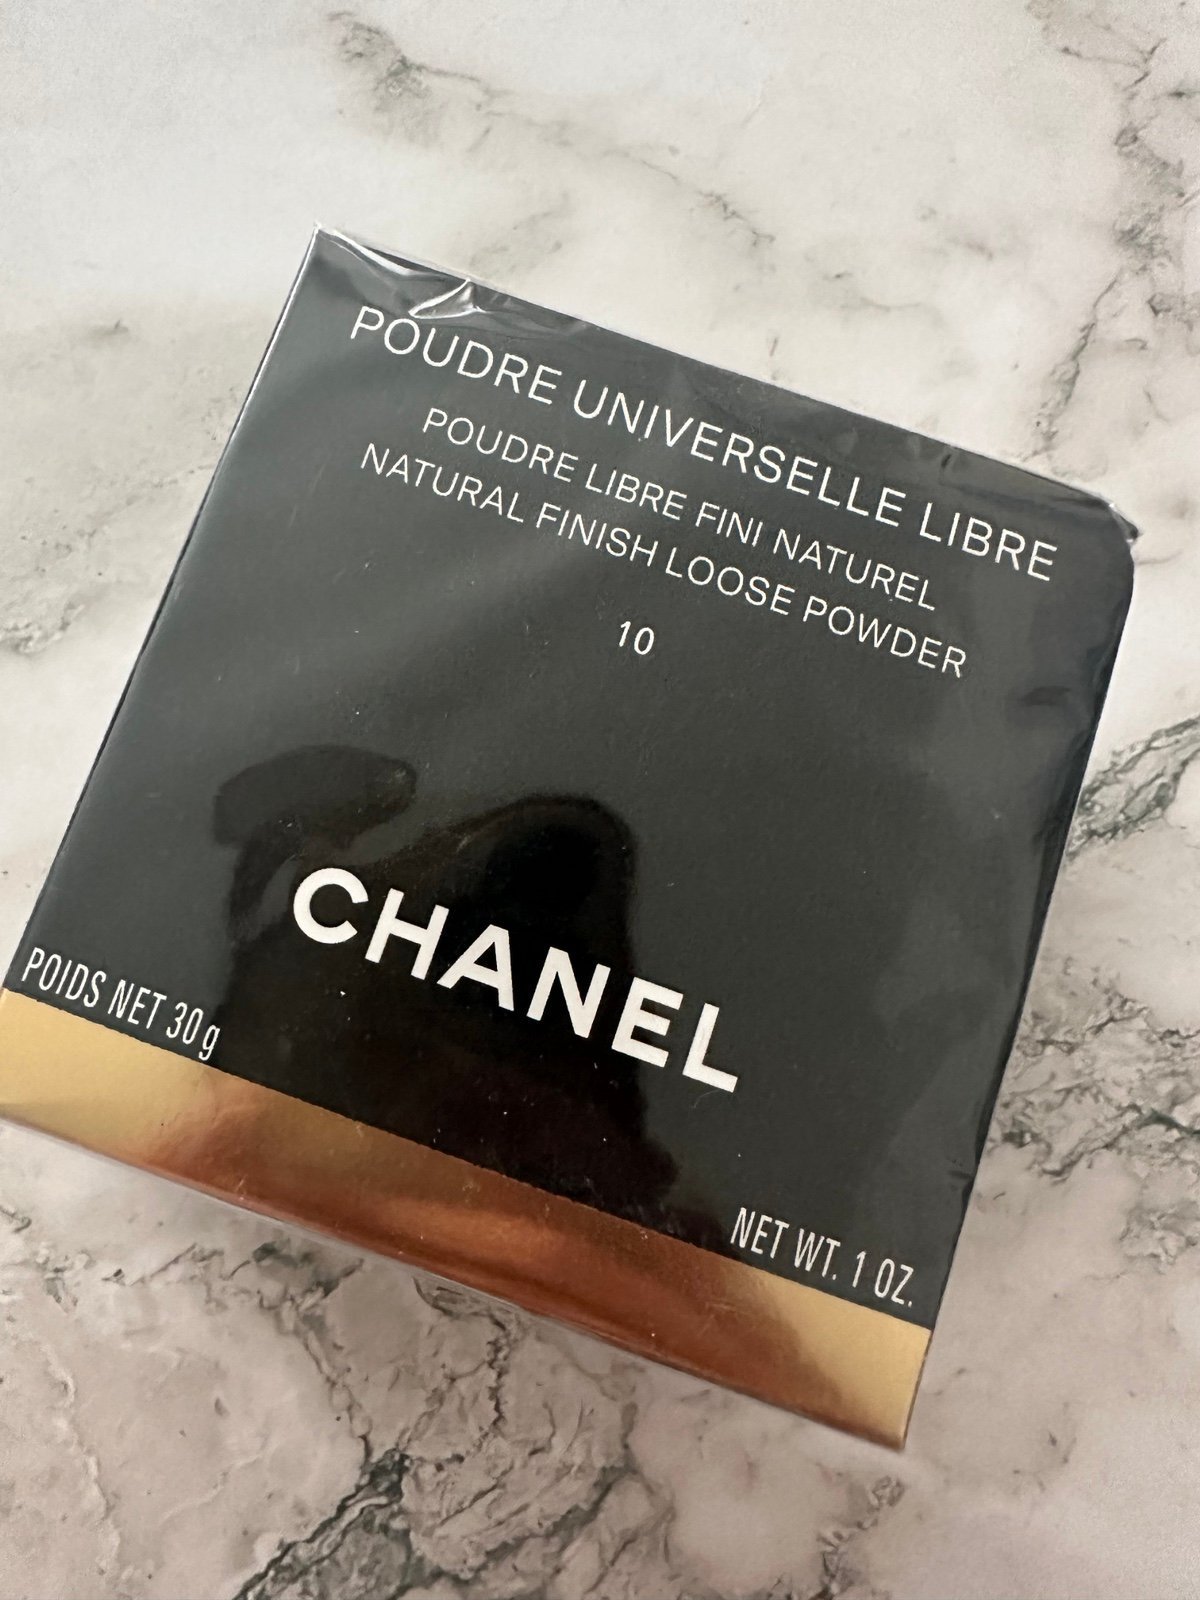 POUDRE UNIVERSELLE LIBRE
POUDRE LIBRE FINI NATUREL
NATURAL FINISH LOOSE POWDER
10
CHANEL
POIDS NET 30 g
NET WT. 1 OZ.